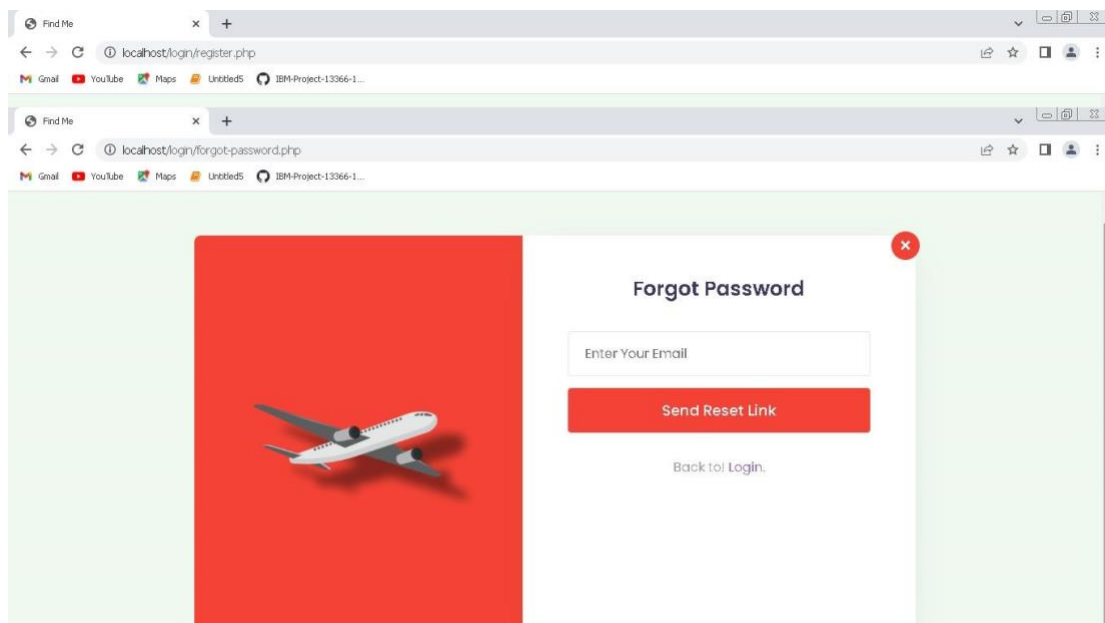 Find Me
localhost/login/register.php
Gmail YouTube Maps Untitled5 IBM-Project-13366-1...
Find Me
localhost/login/forgot-password.php
Gmail YouTube Maps Untitled5 IBM-Project-13366-1...
Forgot Password
Enter Your Email
Send Reset Link
Back to! Login.